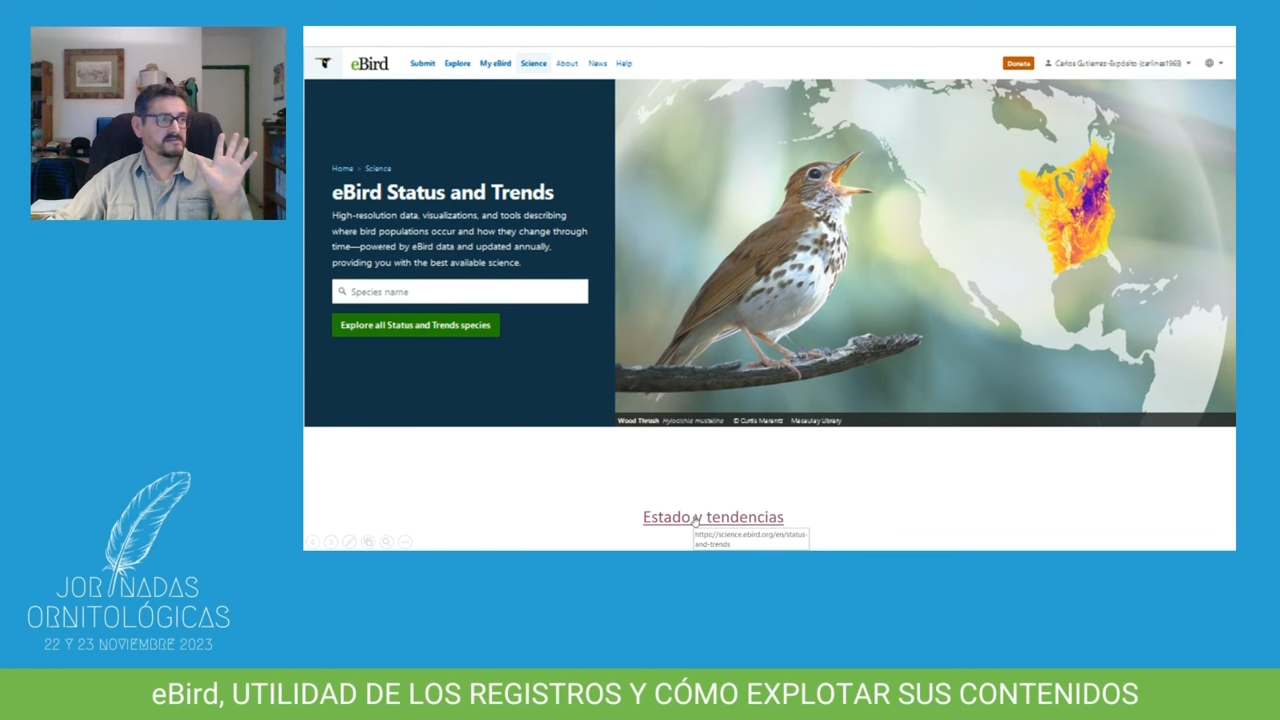 eBird Submit Explore My eBird Science About News Help Donate Carlos Gutierrez-Expósito (carlines1969)
Home > Science
eBird Status and Trends
High-resolution data, visualizations, and tools describing
where bird populations occur and how they change through
time—powered by eBird data and updated annually,
providing you with the best available science.
Species name
Explore all Status and Trends species
Wood Thrush Hylocichla mustelina © Curtis Marantz Macaulay Library
Estado y tendencias
https://science.ebird.org/en/status-
and-trends
JORNADAS
ORNITOLÓGICAS
22 Y 23 NOVIEMBRE 2023
eBird, UTILIDAD DE LOS REGISTROS Y CÓMO EXPLOTAR SUS CONTENIDOS